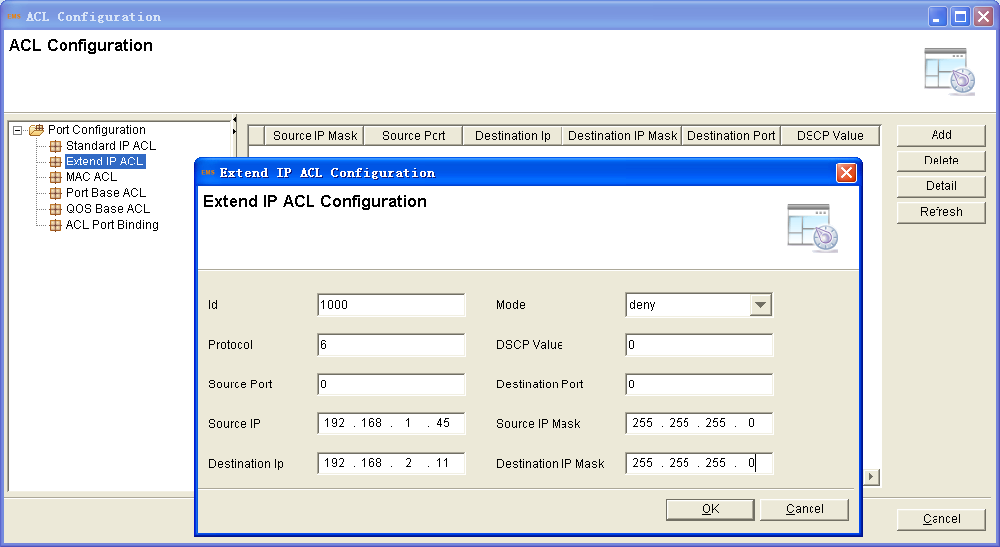 EMS ACL Configuration
ACL Configuration
Port Configuration
Standard IP ACL
Extend IP ACL
MAC ACL
Port Base ACL
QOS Base ACL
ACL Port Binding
Source IP Mask Source Port Destination Ip Destination IP Mask Destination Port DSCP Value
Add
Delete
Detail
Refresh
EMS Extend IP ACL Configuration
Extend IP ACL Configuration
Id 1000 Mode deny
Protocol 6 DSCP Value 0
Source Port 0 Destination Port 0
Source IP 192 . 168 . 1 . 45 Source IP Mask 255 . 255 . 255 . 0
Destination Ip 192 . 168 . 2 . 11 Destination IP Mask 255 . 255 . 255 . 0
OK Cancel
Cancel